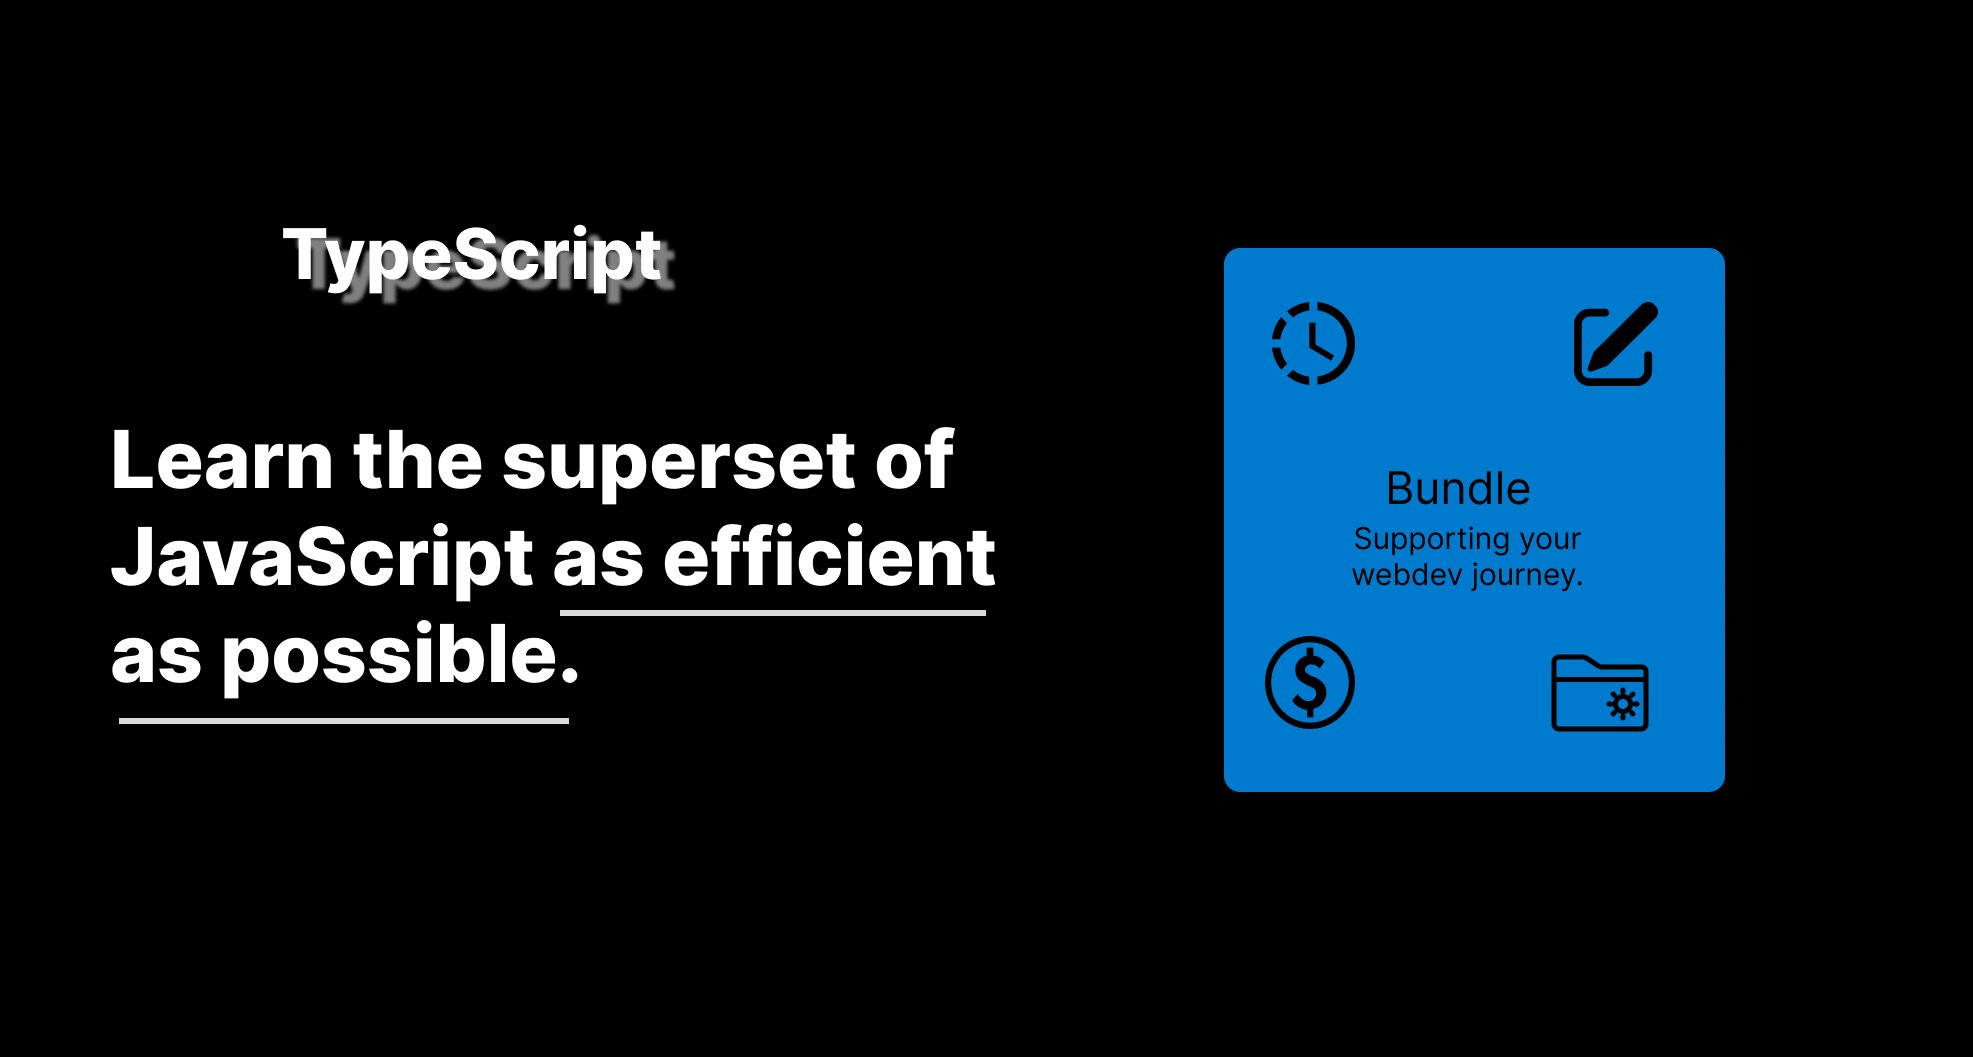 TypeScript
Learn the superset of
JavaScript as efficient
as possible.
Bundle
Supporting your
webdev journey.